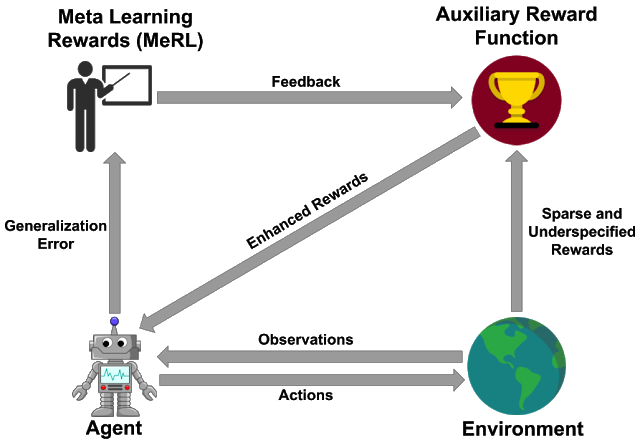 Meta Learning
Rewards (MeRL)
Auxiliary Reward
Function
Feedback
Generalization
Error
Enhanced Rewards
Sparse and
Underspecified
Rewards
Observations
Actions
Agent
Environment